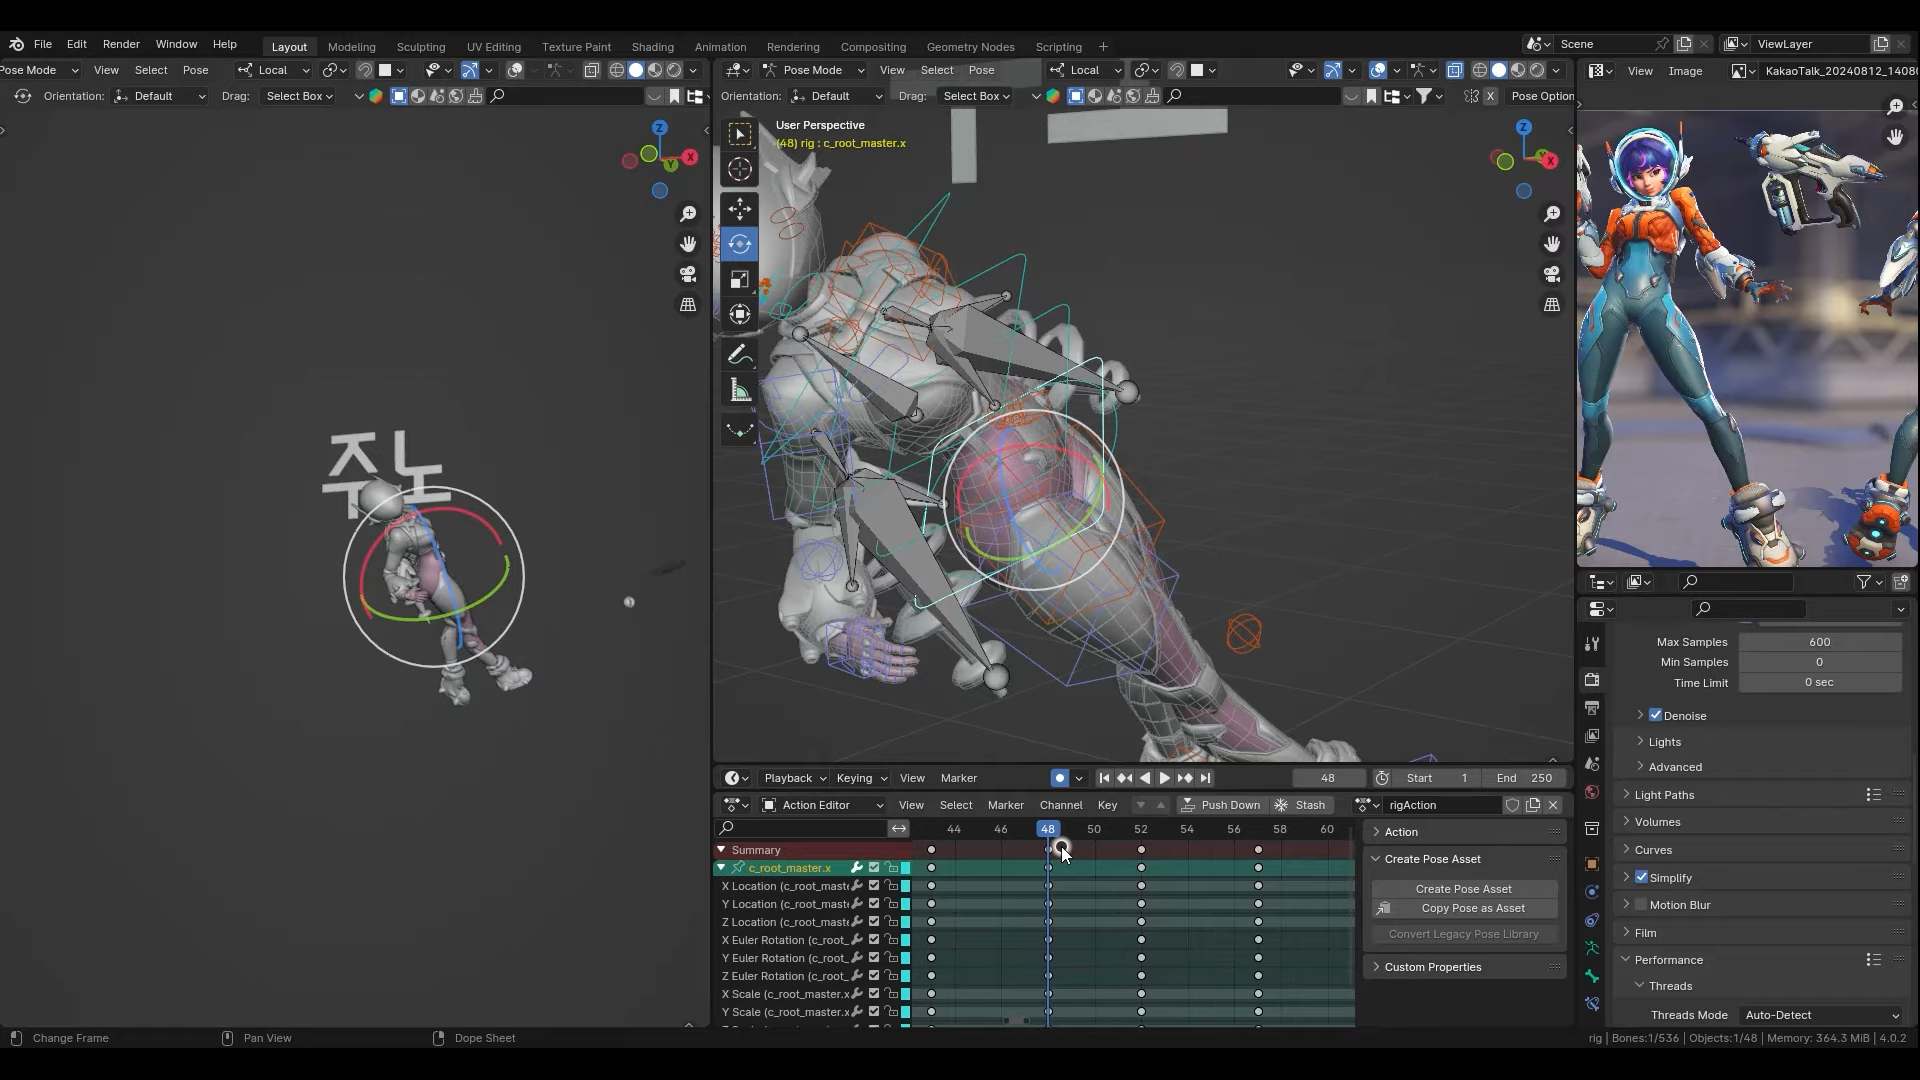 File Edit Render Window Help Layout Modeling Sculpting UV Editing Texture Paint Shading Animation Rendering Compositing Geometry Nodes Scripting + Scene ViewLayer
Pose Mode View Select Pose Local Pose Mode View Select Pose Local View Image KakaoTalk_20240812_1408
Orientation: Default Drag: Select Box Orientation: Default Drag: Select Box X Pose Option
User Perspective
(48) rig : c_root_master.x
Z
X
Y
Z
X
주노
Max Samples 600
Min Samples 0
Time Limit 0 sec
Denoise
Lights
Advanced
Light Paths
Volumes
Curves
Simplify
Motion Blur
Film
Performance
Threads
Threads Mode Auto-Detect
Playback Keying View Marker 48 Start 1 End 250
Action Editor View Select Marker Channel Key Push Down Stash rigAction
44 46 48 50 52 54 56 58 60
Summary
c_root_master.x
X Location (c_root_maste
Y Location (c_root_maste
Z Location (c_root_maste
X Euler Rotation (c_root_
Y Euler Rotation (c_root_
Z Euler Rotation (c_root_
X Scale (c_root_master.x
Y Scale (c_root_master.x
Action
Create Pose Asset
Create Pose Asset
Copy Pose as Asset
Convert Legacy Pose Library
Custom Properties
Change Frame Pan View Dope Sheet rig | Bones:1/536 | Objects:1/48 | Memory: 364.3 MiB | 4.0.2